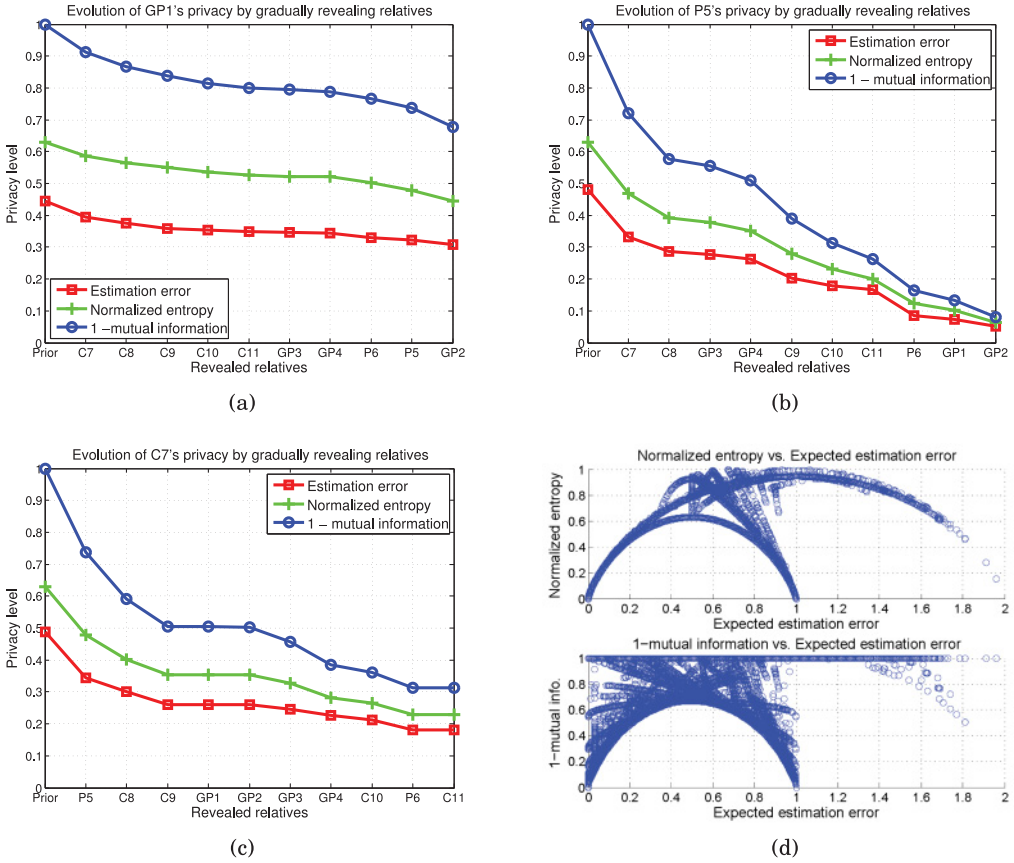 Evolution of GP1's privacy by gradually revealing relatives
1
0.9
0.8
0.7
0.6
0.5
0.4
0.3
0.2
0.1
0
Privacy level
Estimation error
Normalized entropy
1 –mutual information
Prior C7 C8 C9 C10 C11 GP3 GP4 P6 P5 GP2
Revealed relatives
(a)
Evolution of P5's privacy by gradually revealing relatives
1
0.9
0.8
0.7
0.6
0.5
0.4
0.3
0.2
0.1
0
Privacy level
Estimation error
Normalized entropy
1 – mutual information
Prior C7 C8 GP3 GP4 C9 C10 C11 P6 GP1 GP2
Revealed relatives
(b)
Evolution of C7's privacy by gradually revealing relatives
1
0.9
0.8
0.7
0.6
0.5
0.4
0.3
0.2
0.1
0
Privacy level
Estimation error
Normalized entropy
1 – mutual information
Prior P5 C8 C9 GP1 GP2 GP3 GP4 C10 P6 C11
Revealed relatives
(c)
Normalized entropy vs. Expected estimation error
1
0.8
0.6
0.4
0.2
0
Normalized entropy
0 0.2 0.4 0.6 0.8 1 1.2 1.4 1.6 1.8 2
Expected estimation error
1−mutual information vs. Expected estimation error
1
0.8
0.6
0.4
0.2
0
1−mutual info.
0 0.2 0.4 0.6 0.8 1 1.2 1.4 1.6 1.8 2
Expected estimation error
(d)